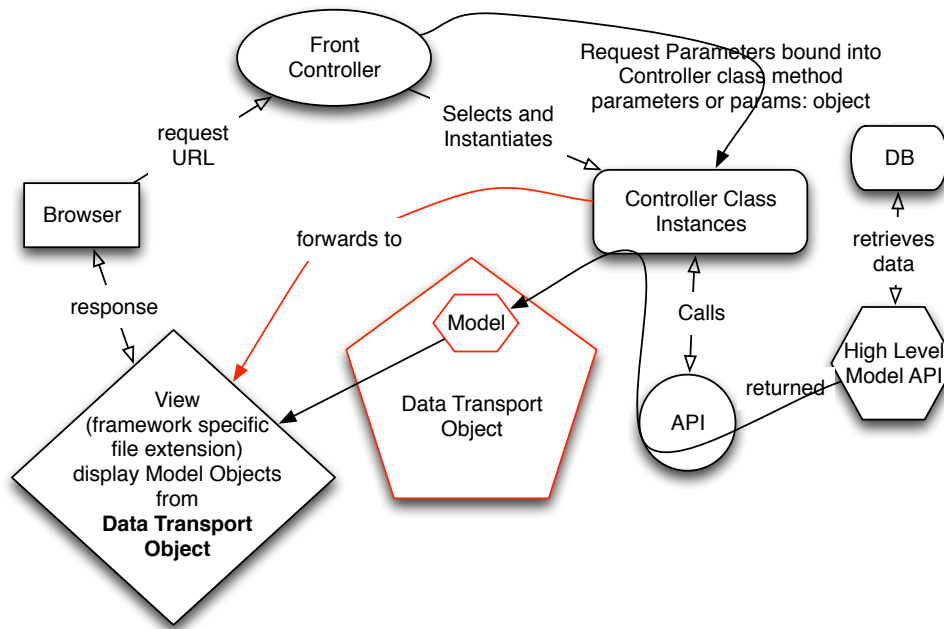 Front
Controller
Request Parameters bound into
Controller class method
parameters or params: object
Selects and
Instantiates
request
URL
DB
Browser
Controller Class
Instances
forwards to
retrieves
data
response
Model
Calls
High Level
Model API
returned
View
(framework specific
file extension)
display Model Objects
from
Data Transport
Object
Data Transport
Object
API